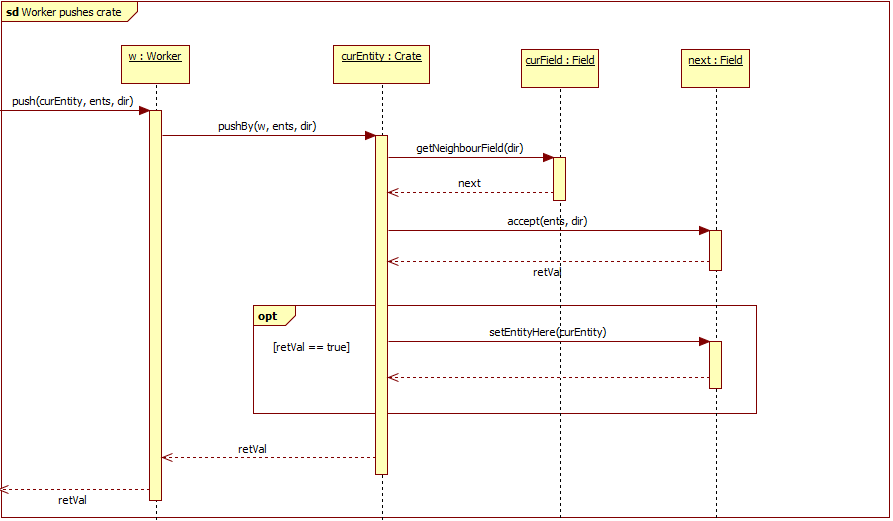 sd Worker pushes crate
w : Worker
curEntity : Crate
curField : Field
next : Field
push(curEntity, ents, dir)
pushBy(w, ents, dir)
getNeighbourField(dir)
next
accept(ents, dir)
retVal
opt
setEntityHere(curEntity)
[retVal == true]
retVal
retVal